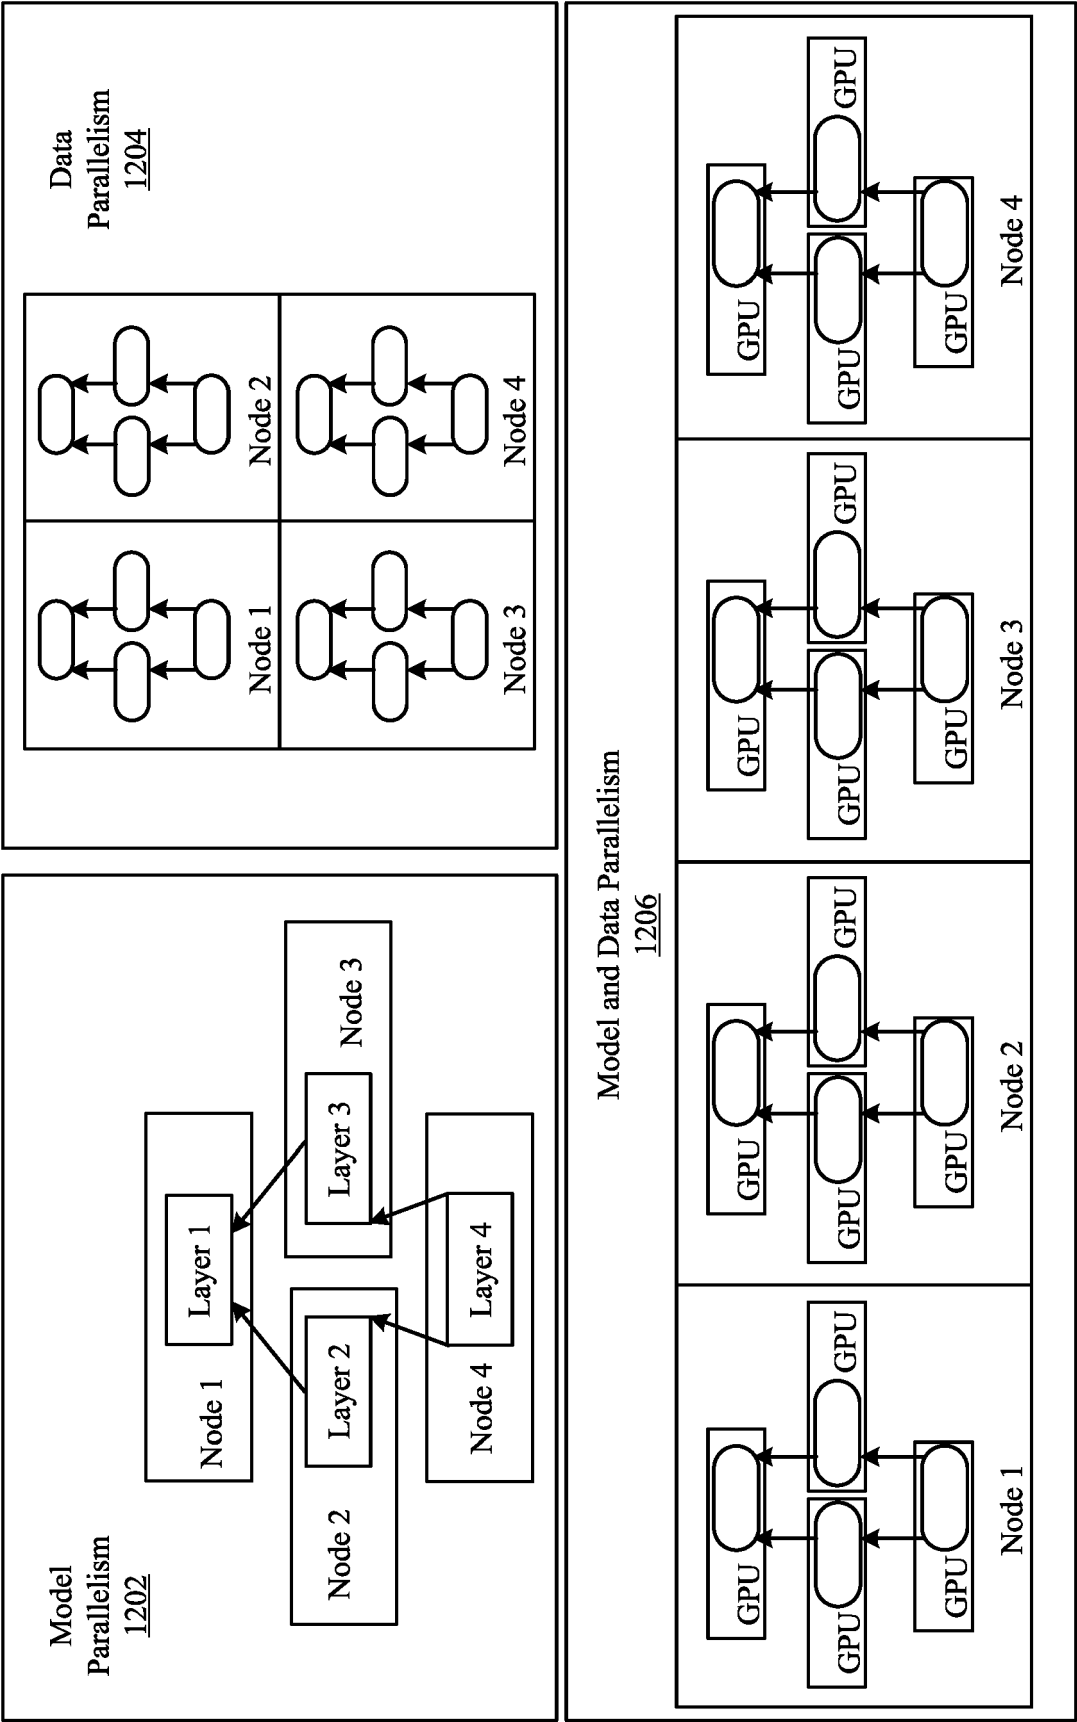 Model
Parallelism
1202
Node 1
Layer 1
Node 2
Layer 2
Layer 3
Node 3
Node 4
Layer 4
Data
Parallelism
1204
Node 1
Node 2
Node 3
Node 4
Model and Data Parallelism
1206
GPU
GPU
GPU
GPU
Node 1
GPU
GPU
GPU
GPU
Node 2
GPU
GPU
GPU
GPU
Node 3
GPU
GPU
GPU
GPU
Node 4